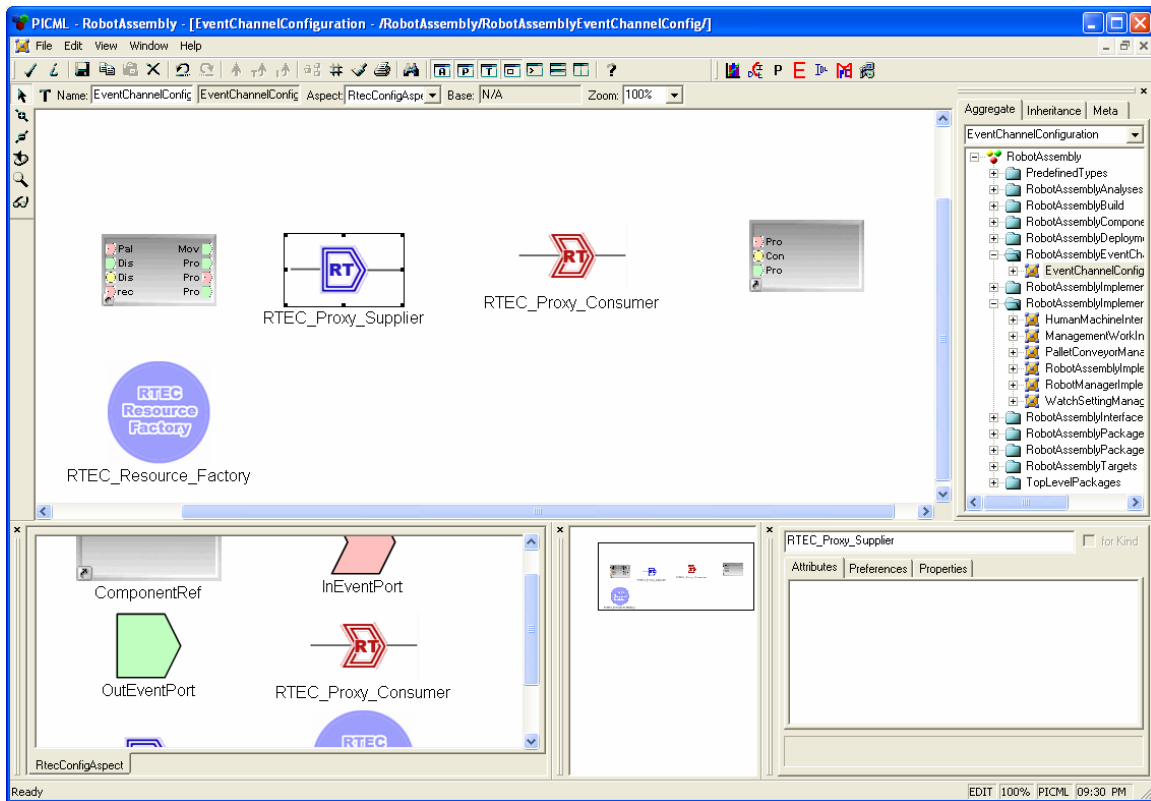 PICML - RobotAssembly - [EventChannelConfiguration - /RobotAssembly/RobotAssemblyEventChannelConfig/]
File Edit View Window Help
Name: EventChannelConfig EventChannelConfig Aspect: RtecConfigAspe Base: N/A Zoom: 100%
Aggregate Inheritance Meta
EventChannelConfiguration
RobotAssembly
PredefinedTypes
RobotAssemblyAnalyses
RobotAssemblyBuild
RobotAssemblyCompone
RobotAssemblyDeploym
RobotAssemblyEventCh
EventChannelConfig
RobotAssemblyImplemer
RobotAssemblyImplemer
HumanMachineInter
ManagementWorkIn
PalletConveyorMana
RobotAssemblyImple
RobotManagerImple
WatchSettingManag
RobotAssemblyInterface
RobotAssemblyPackage
RobotAssemblyPackage
RobotAssemblyTargets
TopLevelPackages
Pal Mov
Dis Pro
Dis Pro
rec Pro
RT
RTEC_Proxy_Supplier
RT
RTEC_Proxy_Consumer
Pro
Con
Pro
RTEC
Resource
Factory
RTEC_Resource_Factory
ComponentRef
InEventPort
OutEventPort
RT
RTEC_Proxy_Consumer
RTEC
RtecConfigAspect
RTEC_Proxy_Supplier
for Kind
Attributes Preferences Properties
Ready
EDIT 100% PICML 09:30 PM